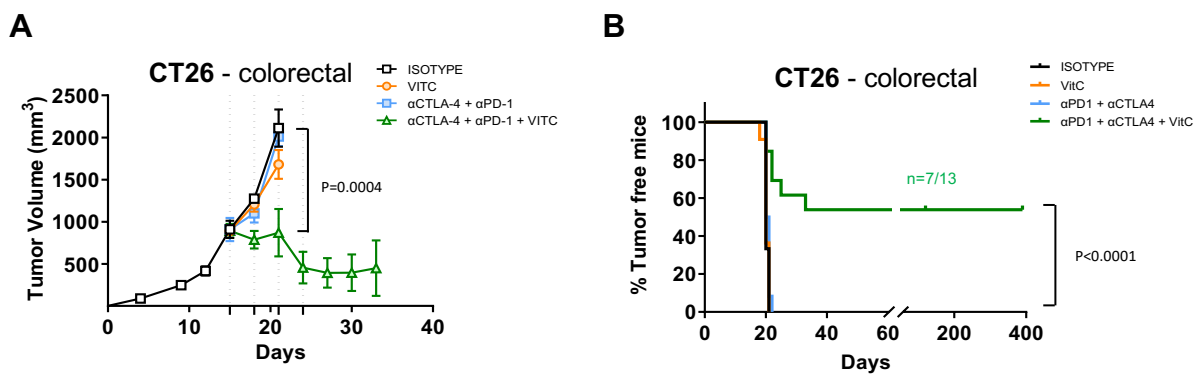 A
CT26 - colorectal
ISOTYPE
VITC
αCTLA-4 + αPD-1
αCTLA-4 + αPD-1 + VITC
Tumor Volume (mm³)
2500
2000
1500
1000
500
P=0.0004
0
10
20
30
40
Days
B
CT26 - colorectal
ISOTYPE
VitC
αPD1 + αCTLA4
αPD1 + αCTLA4 + VitC
% Tumor free mice
100
80
60
40
20
0
n=7/13
P<0.0001
0
20
40
60
200
400
Days